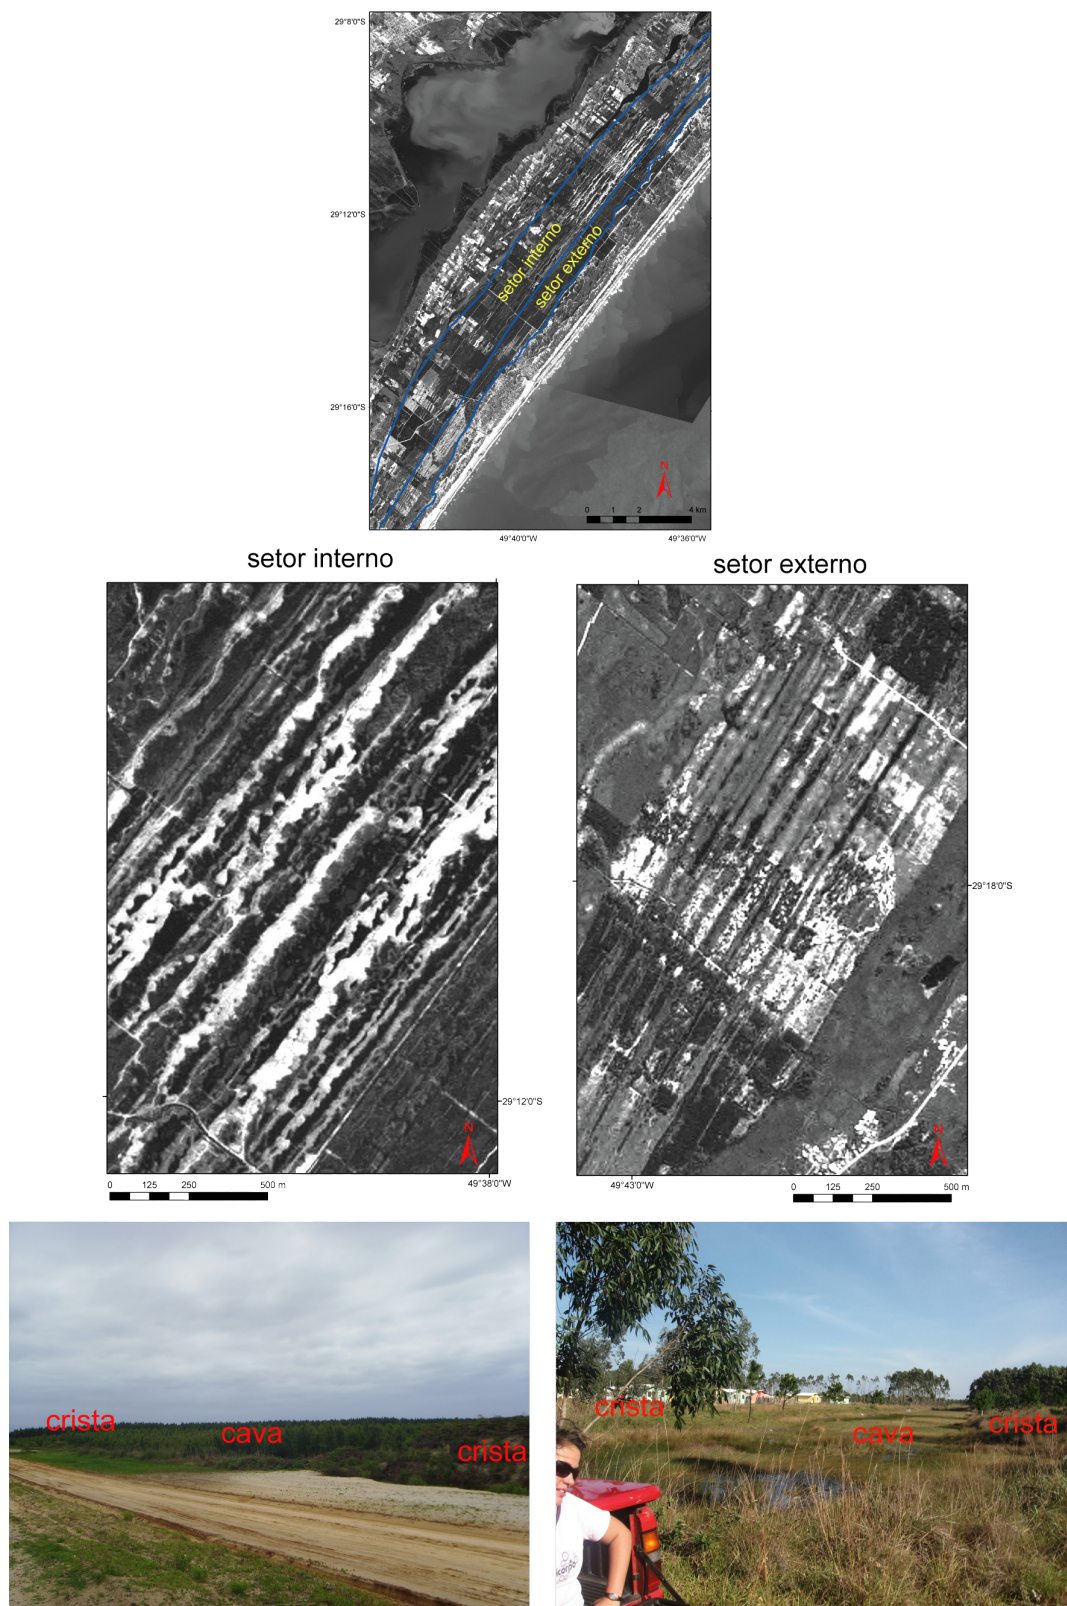 29°8'0"S
29°12'0"S
setor interno
setor externo
29°16'0"S
N
0 1 2 4 km
49°40'0"W 49°36'0"W
setor interno
setor externo
29°18'0"S
29°12'0"S
N
N
49°38'0"W
49°43'0"W
0 125 250 500 m
0 125 250 500 m
crista
cava
crista
crista
cava
crista